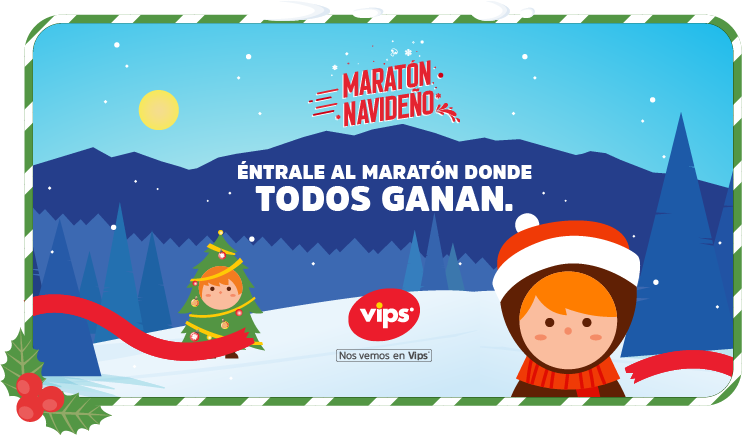 MARATÓN
NAVIDEÑO
ÉNTRALE AL MARATÓN DONDE
TODOS GANAN.
vips
Nos vemos en Vips